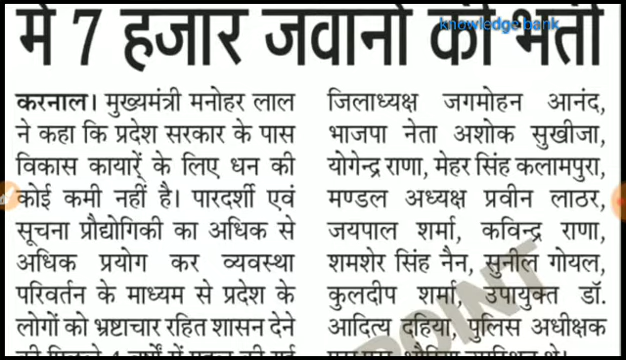 में 7 हजार जवानों की भर्ती
knowledge bank
करनाल। मुख्यमंत्री मनोहर लाल
ने कहा कि प्रदेश सरकार के पास
विकास कायार्ें के लिए धन की
कोई कमी नहीं है। पारदर्शी एवं
सूचना प्रौद्योगिकी का अधिक से
अधिक प्रयोग कर व्यवस्था
परिवर्तन के माध्यम से प्रदेश के
लोगों को भ्रष्टाचार रहित शासन देने
जिलाध्यक्ष जगमोहन आनंद,
भाजपा नेता अशोक सुखीजा,
योगेन्द्र राणा, मेहर सिंह कलामपुरा,
मण्डल अध्यक्ष प्रवीन लाठर,
जयपाल शर्मा, कविन्द्र राणा,
शमशेर सिंह नैन, सुनील गोयल,
कुलदीप शर्मा, उपायुक्त डॉ.
आदित्य दहिया, पुलिस अधीक्षक
POINT